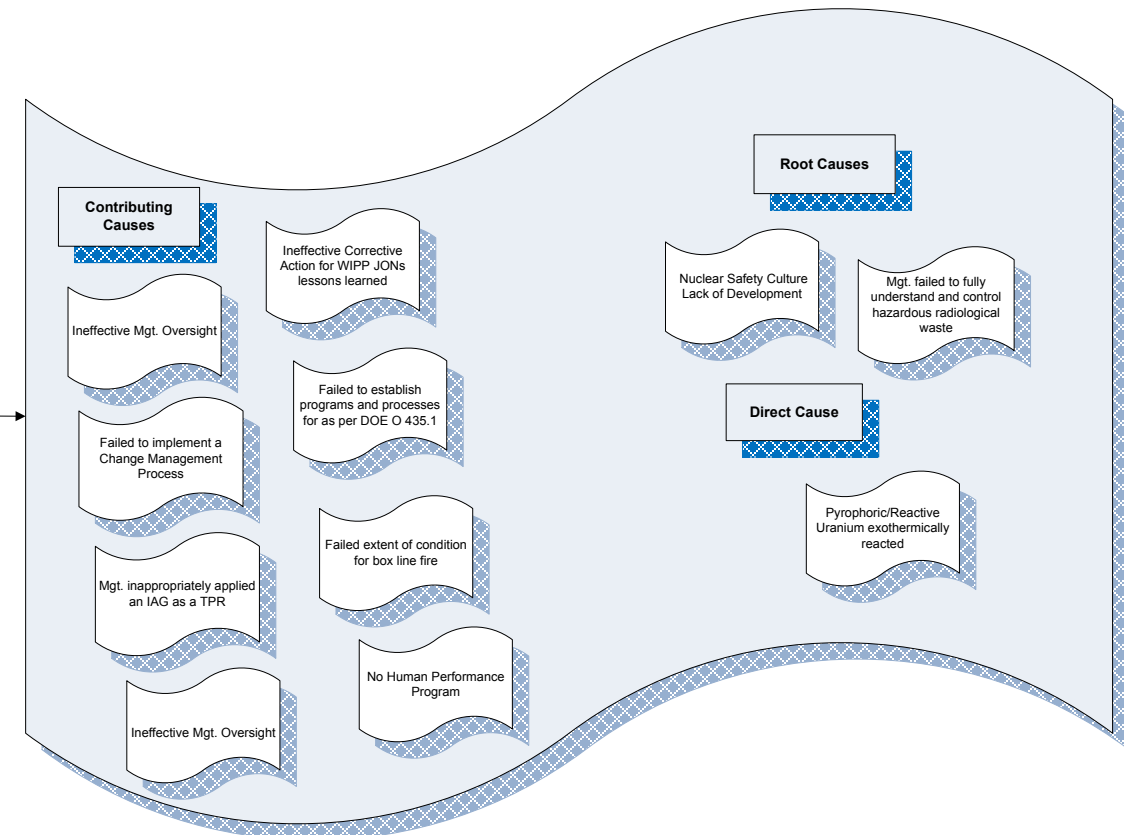 Contributing
Causes
Ineffective Mgt. Oversight
Failed to implement a
Change Management
Process
Mgt. inappropriately applied
an IAG as a TPR
Ineffective Mgt. Oversight
Ineffective Corrective
Action for WIPP JONs
lessons learned
Failed to establish
programs and processes
for as per DOE O 435.1
Failed extent of condition
for box line fire
No Human Performance
Program
Root Causes
Nuclear Safety Culture
Lack of Development
Mgt. failed to fully
understand and control
hazardous radiological
waste
Direct Cause
Pyrophoric/Reactive
Uranium exothermically
reacted